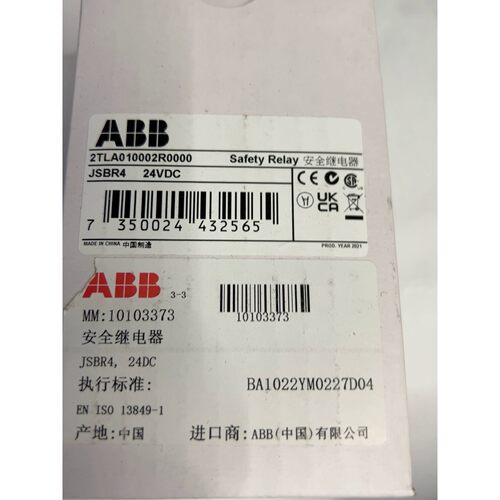 ABB
2TLA010002R0000 Safety Relay 安全继电器
JSBR4 24VDC
CE
UK CA
7 350024 432565
MADE IN CHINA 中国制造
PROD. YEAR 2021
ABB 3-3
MM:10103373
10103373
安全继电器
JSBR4, 24DC
执行标准: BA1022YM0227D04
EN ISO 13849-1
产地:中国 进口商:ABB(中国)有限公司